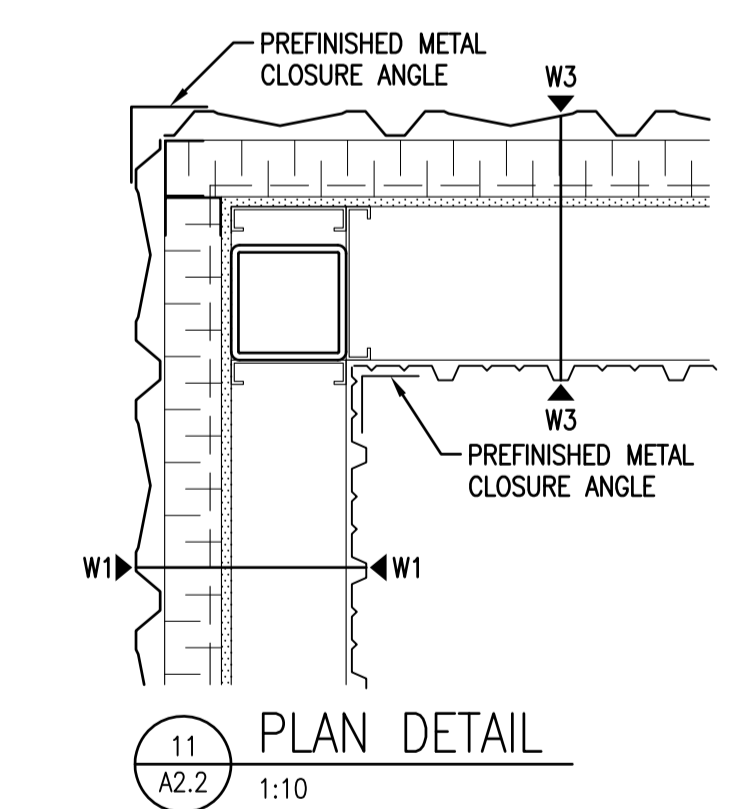 PREFINISHED METAL
CLOSURE ANGLE
W3
W3
PREFINISHED METAL
CLOSURE ANGLE
W1
W1
11
A2.2
PLAN DETAIL
1:10